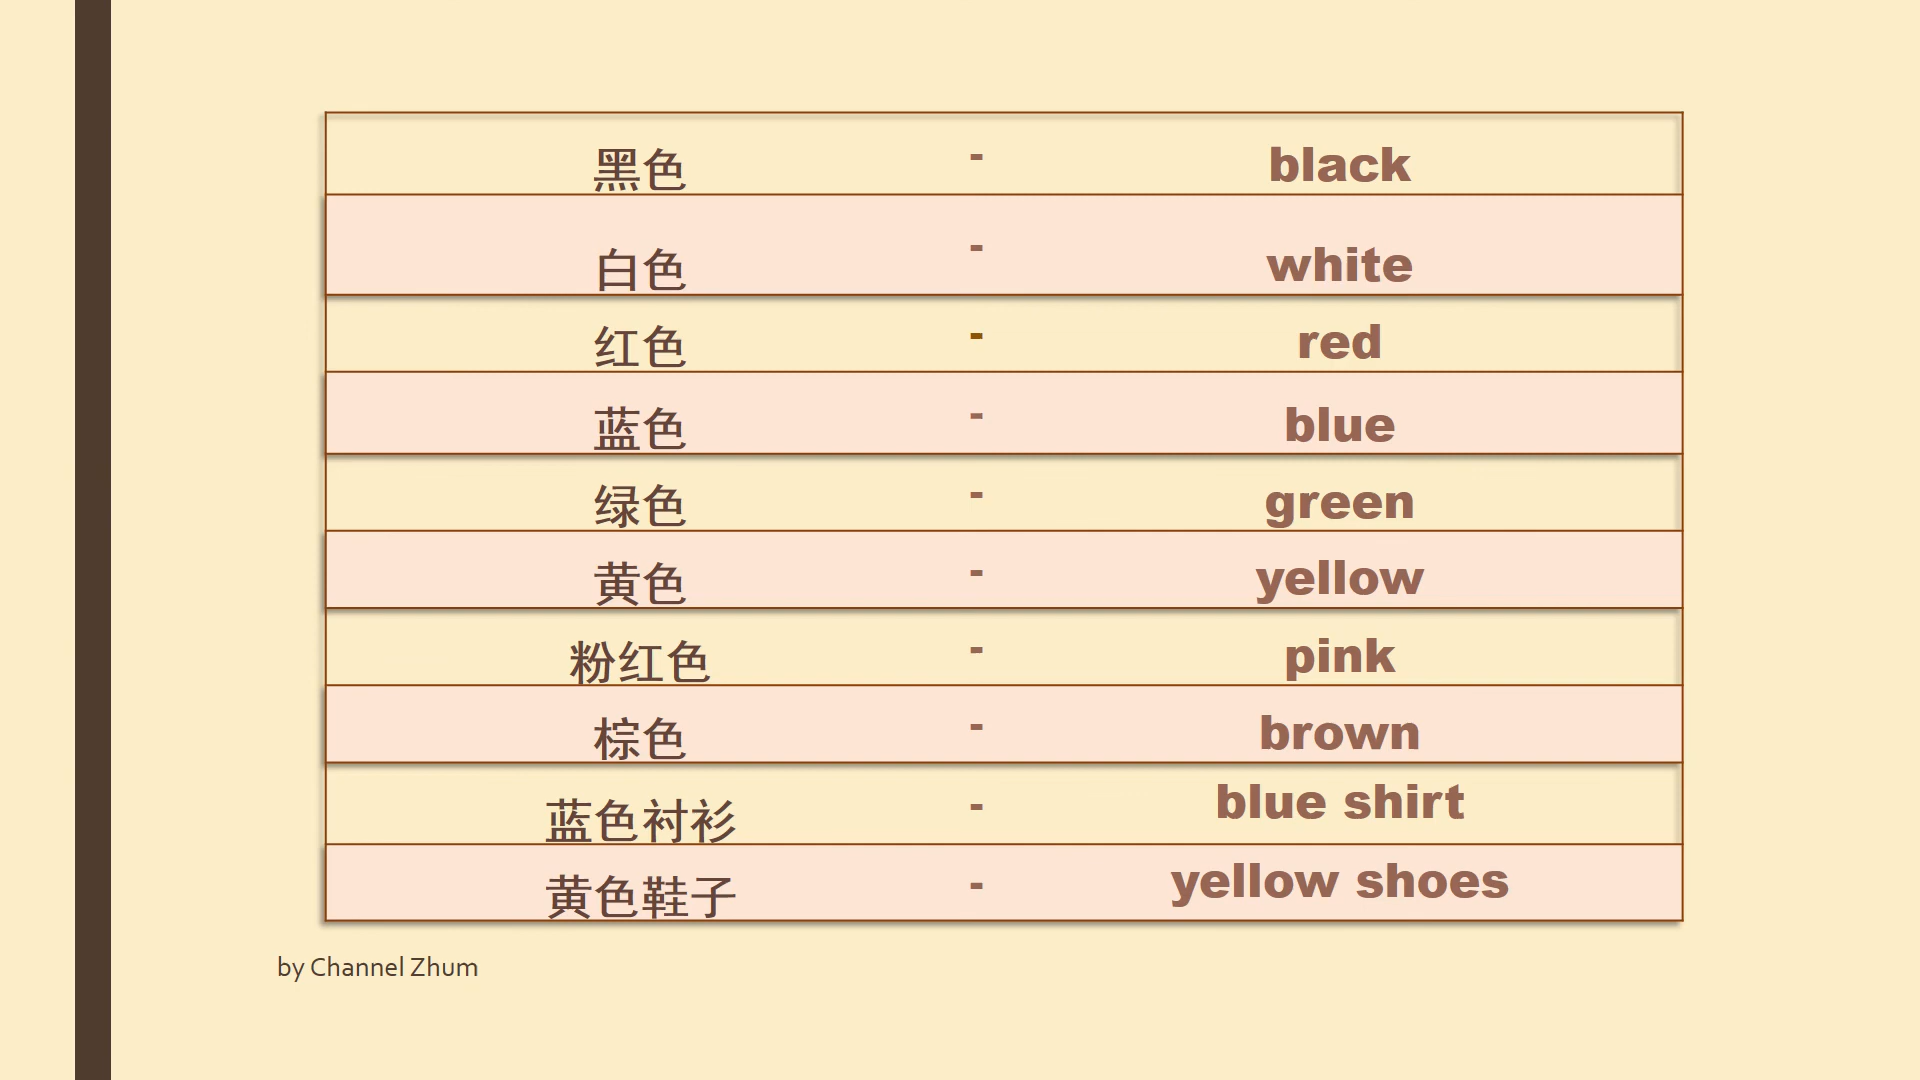 黑色 - black
白色 - white
红色 - red
蓝色 - blue
绿色 - green
黄色 - yellow
粉红色 - pink
棕色 - brown
蓝色衬衫 - blue shirt
黄色鞋子 - yellow shoes
by Channel Zhum